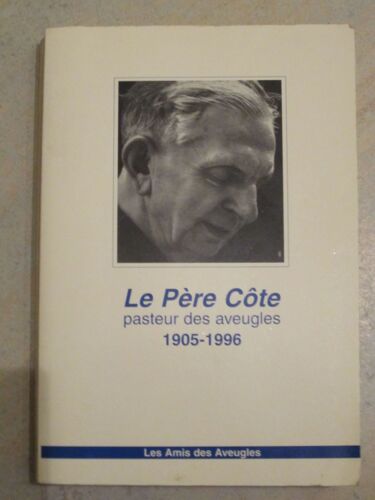 Le Père Côte
pasteur des aveugles
1905-1996
Les Amis des Aveugles